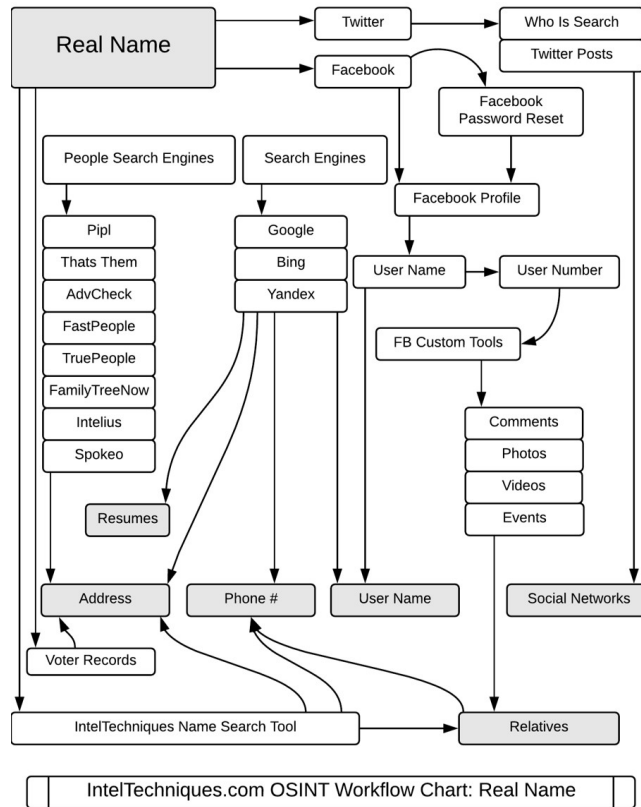 Real Name
Twitter
Who Is Search
Twitter Posts
Facebook
Facebook
Password Reset
People Search Engines
Search Engines
Facebook Profile
Pipl
Thats Them
AdvCheck
FastPeople
TruePeople
FamilyTreeNow
Intelius
Spokeo
Google
Bing
Yandex
User Name
User Number
FB Custom Tools
Comments
Photos
Videos
Events
Resumes
Address
Phone #
User Name
Social Networks
Voter Records
IntelTechniques Name Search Tool
Relatives
IntelTechniques.com OSINT Workflow Chart: Real Name